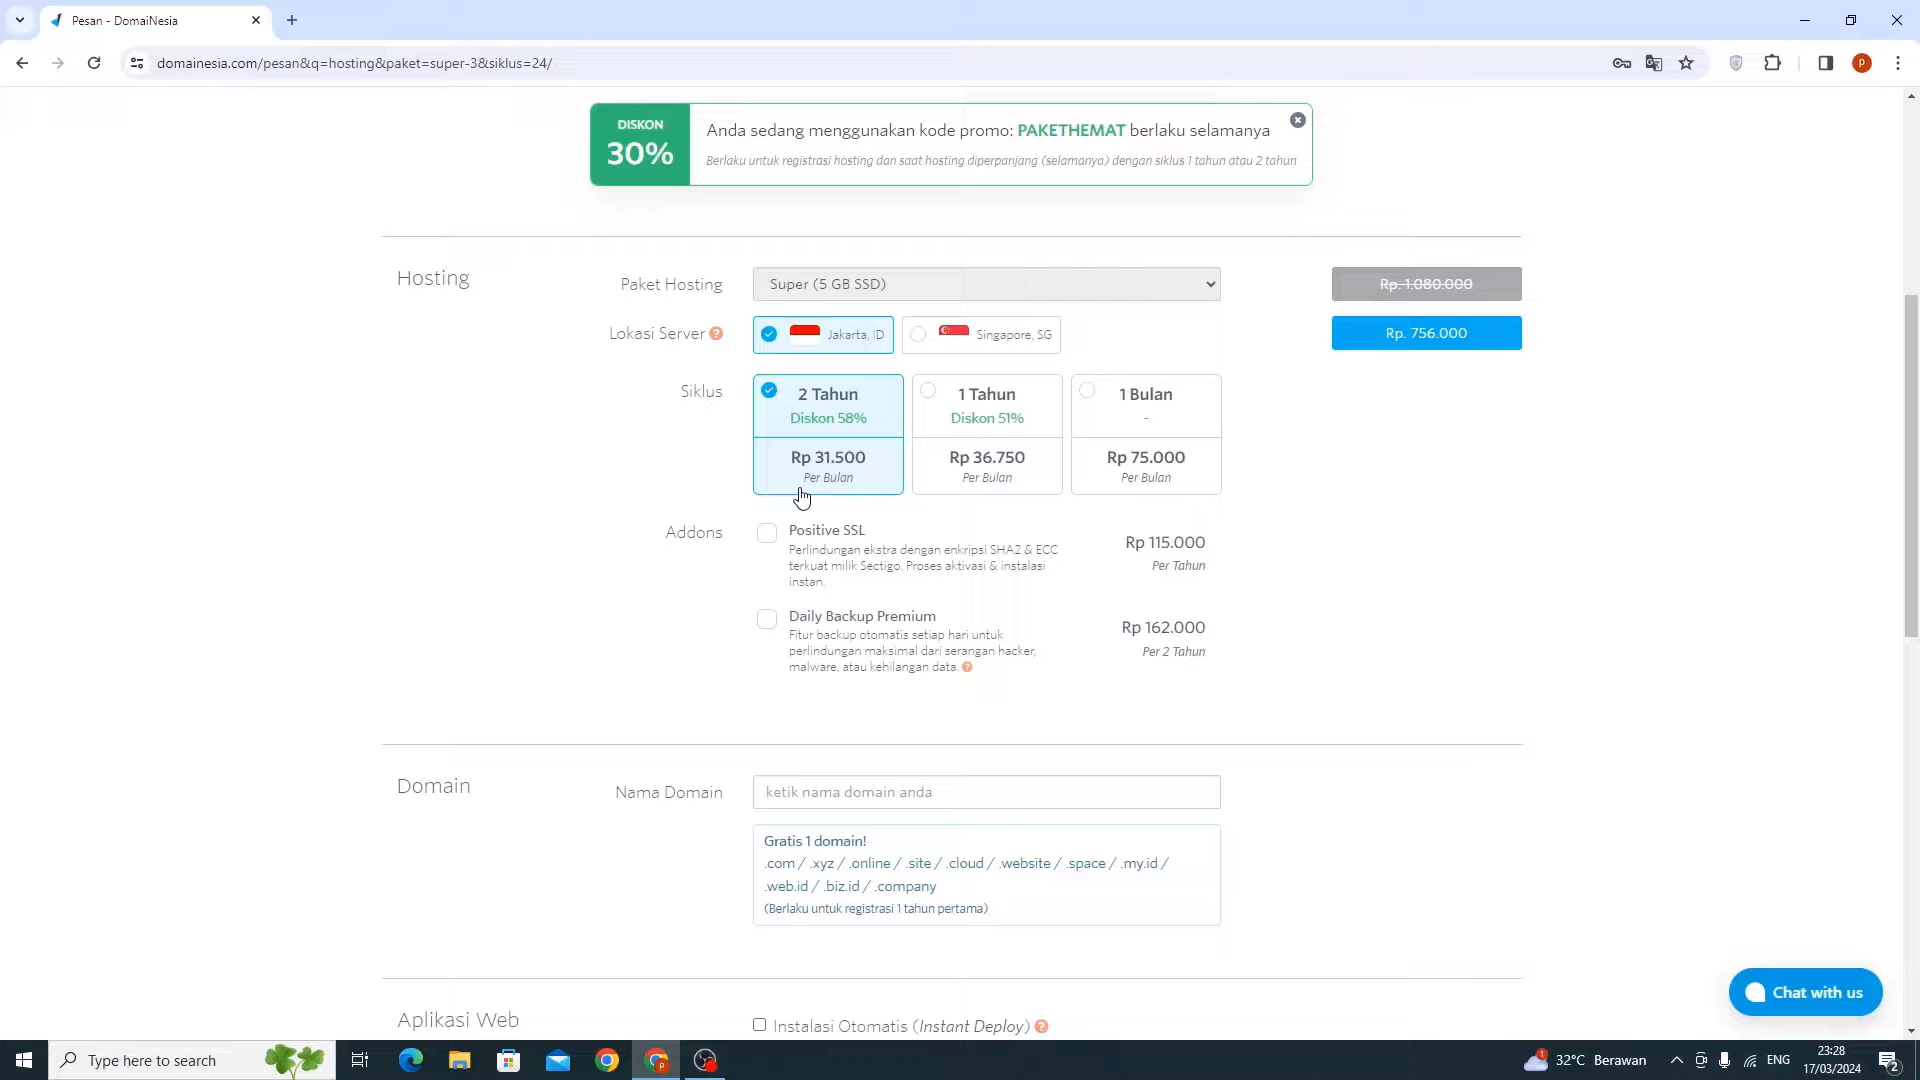 Pesan - DomaiNesia
domainesia.com/pesan&q=hosting&paket=super-3&siklus=24/
P
DISKON
30%
Anda sedang menggunakan kode promo: PAKETHEMAT berlaku selamanya
Berlaku untuk registrasi hosting dan saat hosting diperpanjang (selamanya) dengan siklus 1 tahun atau 2 tahun
Hosting
Paket Hosting
Super (5 GB SSD)
Rp. 1.080.000
Lokasi Server ?
Jakarta, ID
Singapore, SG
Rp. 756.000
Siklus
2 Tahun
Diskon 58%
Rp 31.500
Per Bulan
1 Tahun
Diskon 51%
Rp 36.750
Per Bulan
1 Bulan
-
Rp 75.000
Per Bulan
Addons
Positive SSL
Perlindungan ekstra dengan enkripsi SHA2 & ECC
terkuat milik Sectigo. Proses aktivasi & instalasi
instan.
Rp 115.000
Per Tahun
Daily Backup Premium
Fitur backup otomatis setiap hari untuk
perlindungan maksimal dari serangan hacker,
malware, atau kehilangan data. ?
Rp 162.000
Per 2 Tahun
Domain
Nama Domain
ketik nama domain anda
Gratis 1 domain!
.com / .xyz / .online / .site / .cloud / .website / .space / .my.id /
.web.id / .biz.id / .company
(Berlaku untuk registrasi 1 tahun pertama)
Chat with us
Aplikasi Web
Instalasi Otomatis (Instant Deploy) ?
Type here to search
P
1
32°C Berawan
ENG
23:28
17/03/2024
2